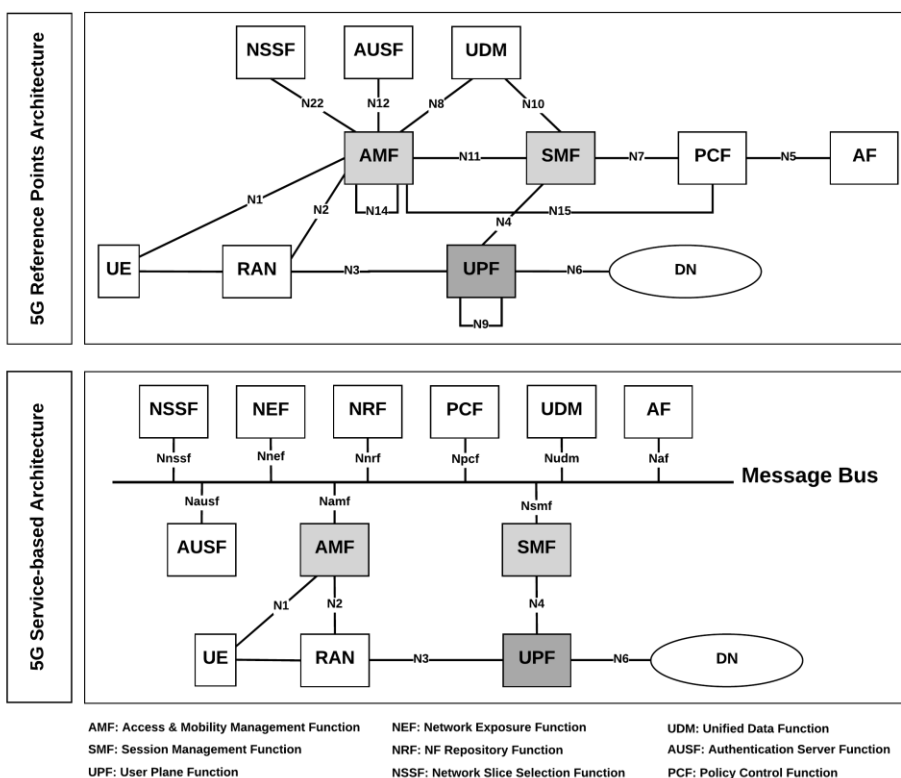 5G Reference Points Architecture
NSSF AUSF UDM
N22 N12 N8 N10
AMF N11 SMF N7 PCF N5 AF
N1 N2 N14 N4 N15
UE RAN N3 UPF N6 DN
N9
5G Service-based Architecture
NSSF NEF NRF PCF UDM AF
Nnssf Nnef Nnrf Npcf Nudm Naf
Message Bus
Nausf Namf Nsmf
AUSF AMF SMF
N1 N2 N4
UE RAN N3 UPF N6 DN
AMF: Access & Mobility Management Function NEF: Network Exposure Function UDM: Unified Data Function
SMF: Session Management Function NRF: NF Repository Function AUSF: Authentication Server Function
UPF: User Plane Function NSSF: Network Slice Selection Function PCF: Policy Control Function